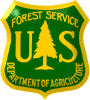 FOREST SERVICE
U S
DEPARTMENT OF AGRICULTURE